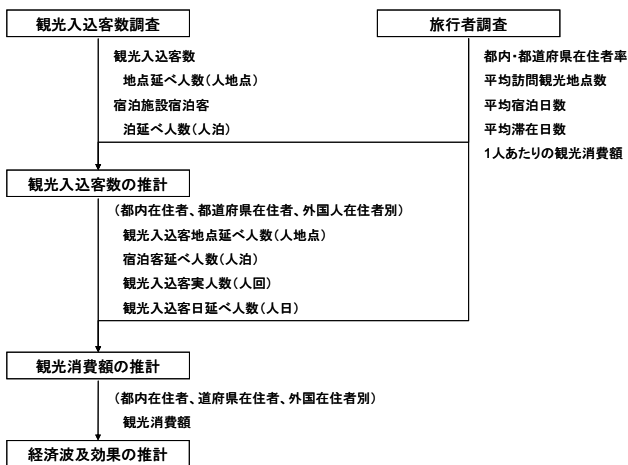 観光入込客数調査
旅行者調査
観光入込客数
地点延べ人数(人地点)
宿泊施設宿泊客
泊延べ人数(人泊)
都内・都道府県在住者率
平均訪問観光地点数
平均宿泊日数
平均滞在日数
1人あたりの観光消費額
観光入込客数の推計
(都内在住者、都道府県在住者、外国人在住者別)
観光入込客地点延べ人数(人地点)
宿泊客延べ人数(人泊)
観光入込客実人数(人回)
観光入込客日延べ人数(人日)
観光消費額の推計
(都内在住者、道府県在住者、外国在住者別)
観光消費額
経済波及効果の推計